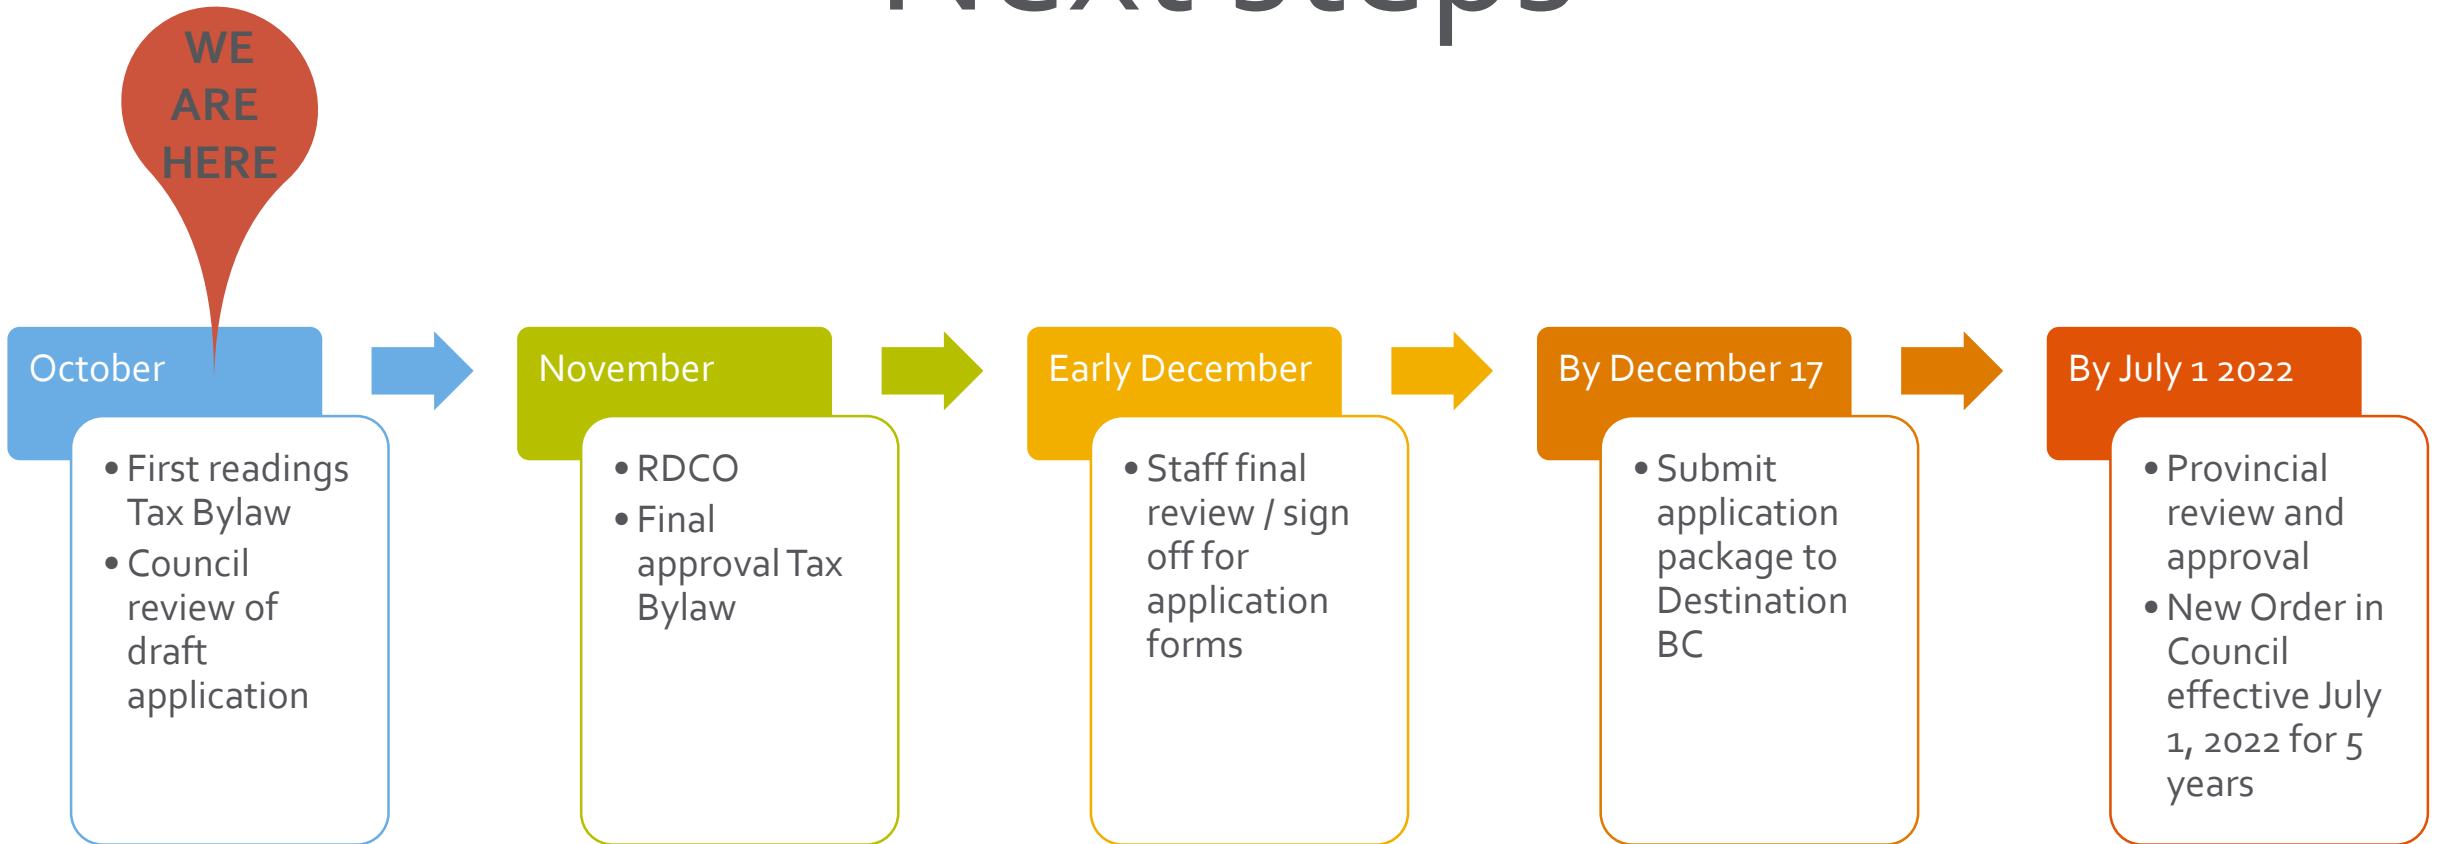 Next steps
WE
ARE
HERE
October
• First readings
Tax Bylaw
• Council
review of
draft
application
November
• RDCO
• Final
approval Tax
Bylaw
Early December
• Staff final
review / sign
off for
application
forms
By December 17
• Submit
application
package to
Destination
BC
By July 1 2022
• Provincial
review and
approval
• New Order in
Council
effective July
1, 2022 for 5
years